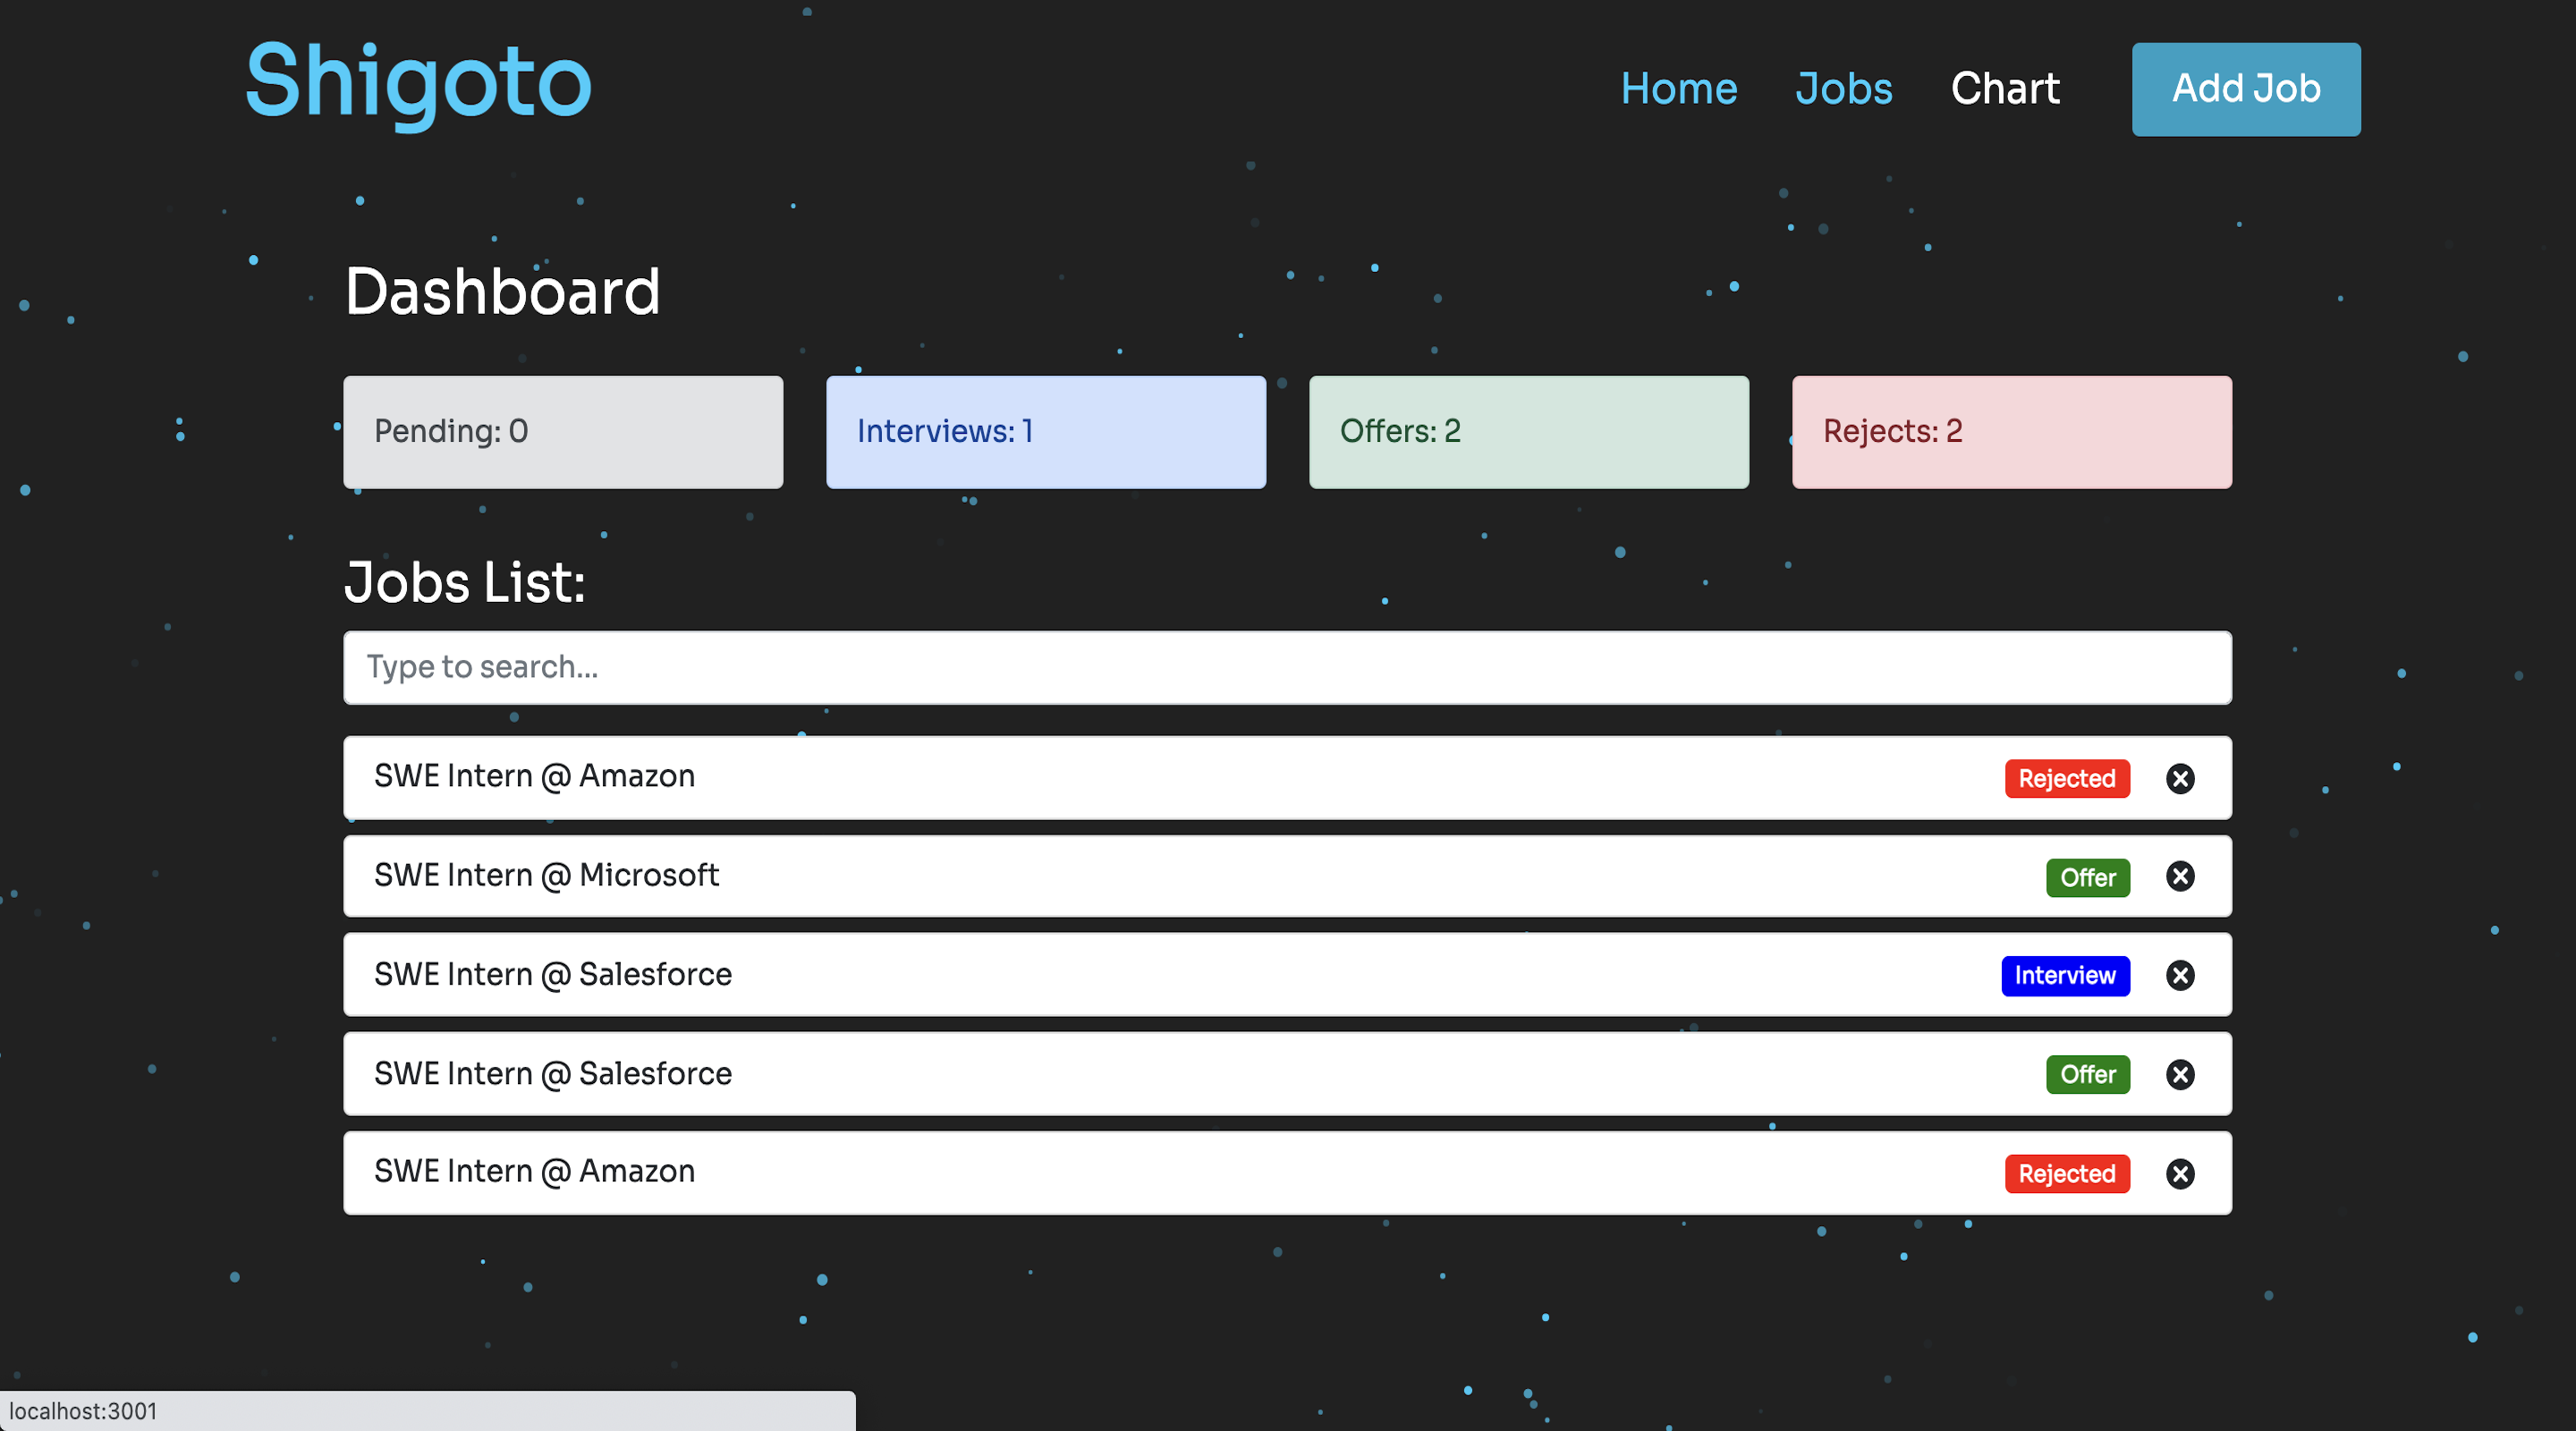 Shigoto
Home Jobs Chart Add Job
Dashboard
Pending: 0 Interviews: 1 Offers: 2 Rejects: 2
Jobs List:
Type to search...
SWE Intern @ Amazon Rejected
SWE Intern @ Microsoft Offer
SWE Intern @ Salesforce Interview
SWE Intern @ Salesforce Offer
SWE Intern @ Amazon Rejected
localhost:3001